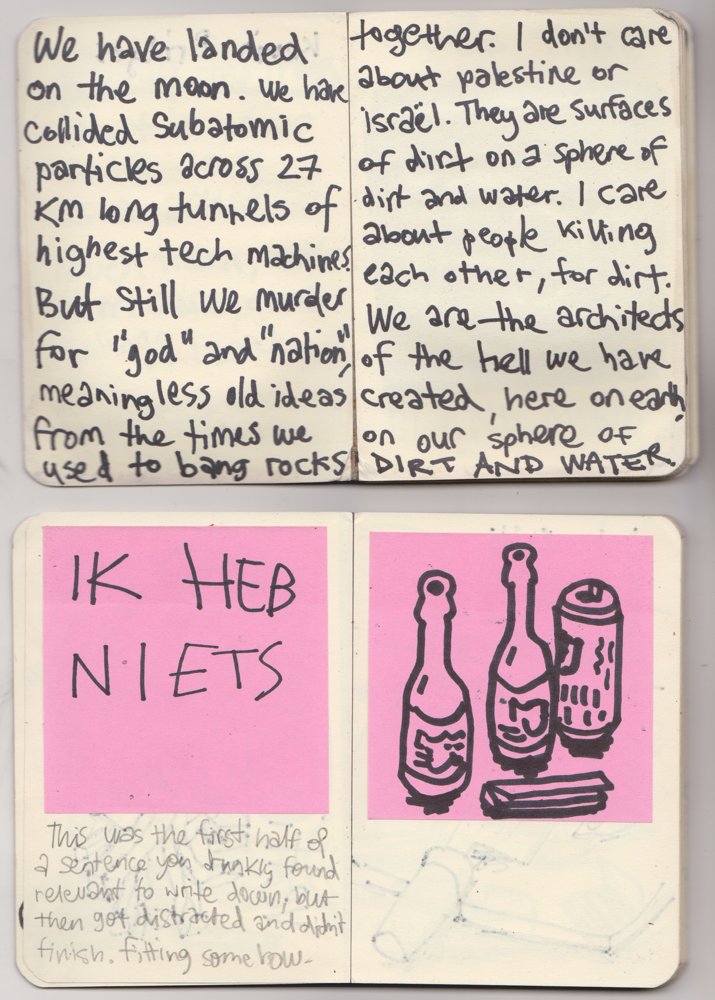 We have landed
on the moon. We have
collided subatomic
particles across 27
KM long tunnels of
highest tech machines.
But still we murder
for "god" and "nation",
meaningless old ideas
from the times we
used to bang rocks
together. I don't care
about palestine or
israël. They are surfaces
of dirt on a sphere of
dirt and water. I care
about people killing
each other, for dirt.
We are the architects
of the hell we have
created, here on earth,
on our sphere of
DIRT AND WATER.
IK HEB
NIETS
This was the first half of
a sentence you drunkly found
relevant to write down, but
then got distracted and didn't
finish. fitting somehow.